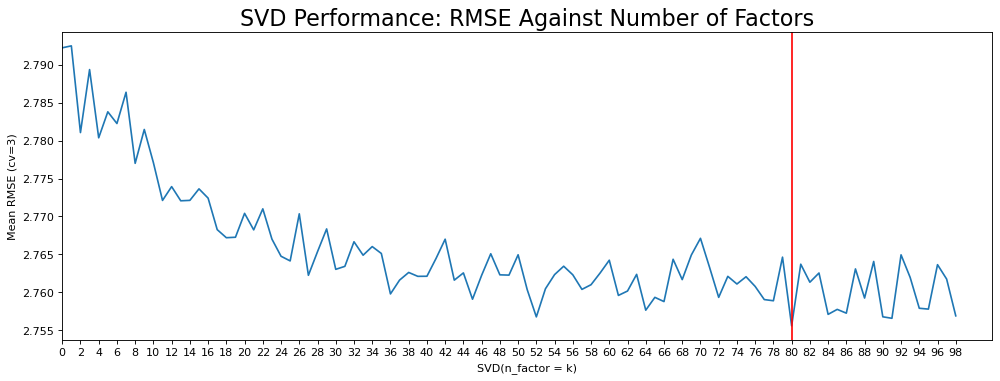 SVD Performance: RMSE Against Number of Factors
Mean RMSE (cv=3)
2.790
2.785
2.780
2.775
2.770
2.765
2.760
2.755
0 2 4 6 8 10 12 14 16 18 20 22 24 26 28 30 32 34 36 38 40 42 44 46 48 50 52 54 56 58 60 62 64 66 68 70 72 74 76 78 80 82 84 86 88 90 92 94 96 98
SVD(n_factor = k)